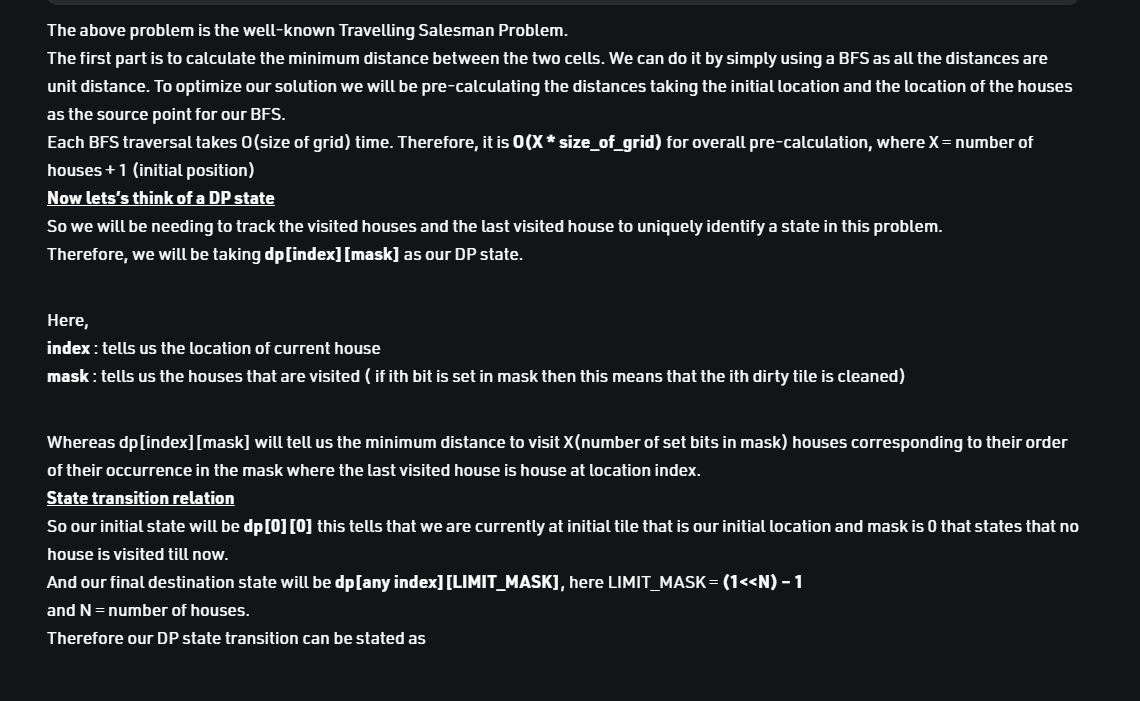 The above problem is the well-known Travelling Salesman Problem.
The first part is to calculate the minimum distance between the two cells. We can do it by simply using a BFS as all the distances are
unit distance. To optimize our solution we will be pre-calculating the distances taking the initial location and the location of the houses
as the source point for our BFS.
Each BFS traversal takes O(size of grid) time. Therefore, it is O(X * size_of_grid) for overall pre-calculation, where X = number of
houses + 1 (initial position)
Now lets's think of a DP state
So we will be needing to track the visited houses and the last visited house to uniquely identify a state in this problem.
Therefore, we will be taking dp[index][mask] as our DP state.
Here,
index : tells us the location of current house
mask : tells us the houses that are visited ( if ith bit is set in mask then this means that the ith dirty tile is cleaned)
Whereas dp[index][mask] will tell us the minimum distance to visit X(number of set bits in mask) houses corresponding to their order
of their occurrence in the mask where the last visited house is house at location index.
State transition relation
So our initial state will be dp[0][0] this tells that we are currently at initial tile that is our initial location and mask is 0 that states that no
house is visited till now.
And our final destination state will be dp[any index][LIMIT_MASK], here LIMIT_MASK = (1<<N) - 1
and N = number of houses.
Therefore our DP state transition can be stated as